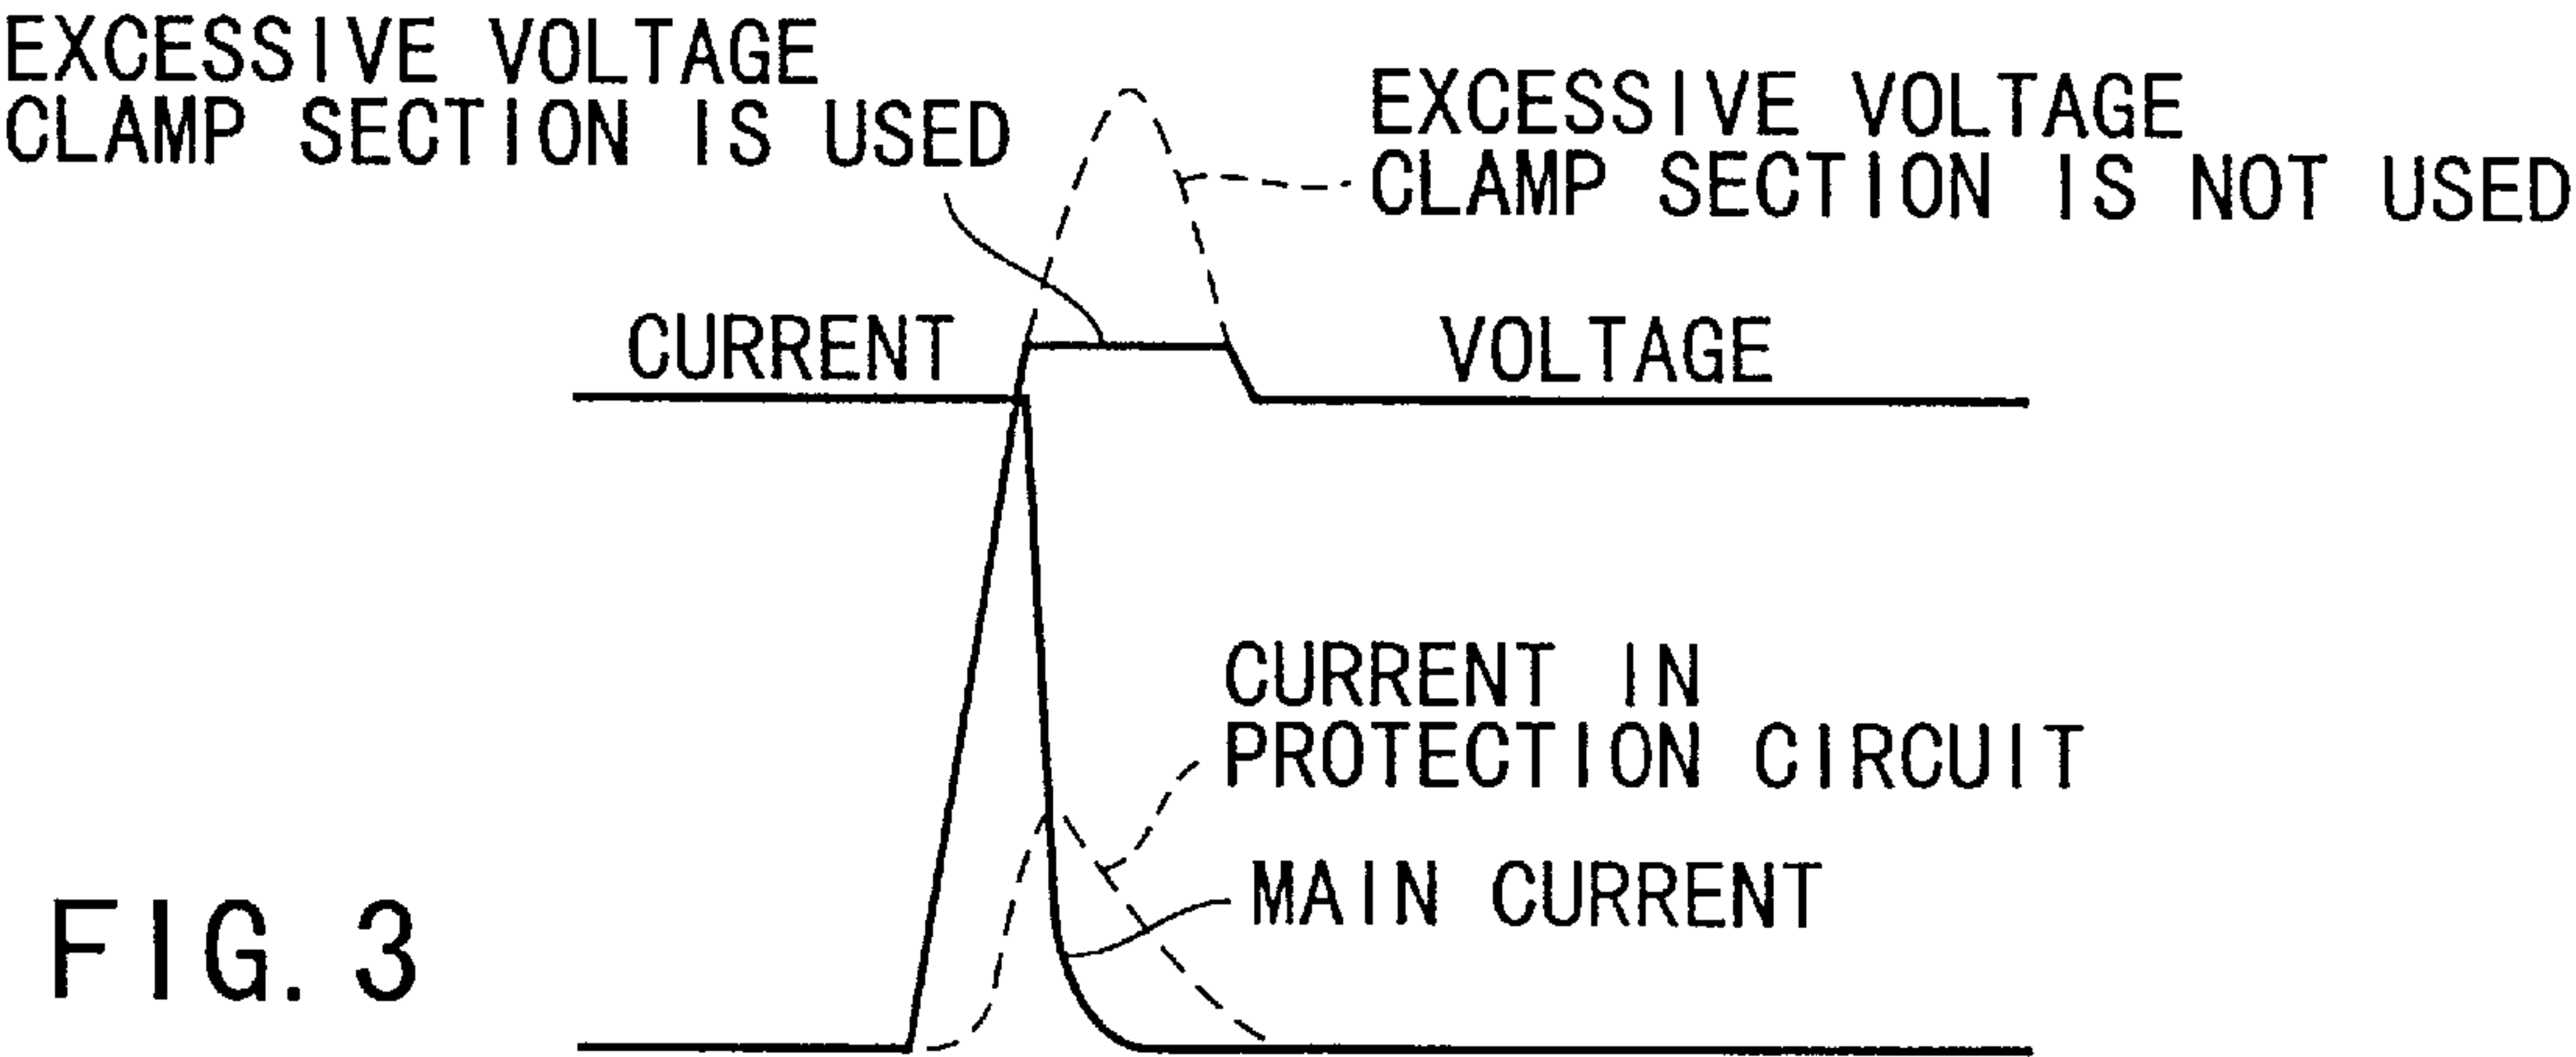 EXCESSIVE VOLTAGE
CLAMP SECTION IS USED
EXCESSIVE VOLTAGE
CLAMP SECTION IS NOT USED
CURRENT
VOLTAGE
CURRENT IN
PROTECTION CIRCUIT
MAIN CURRENT
FIG. 3